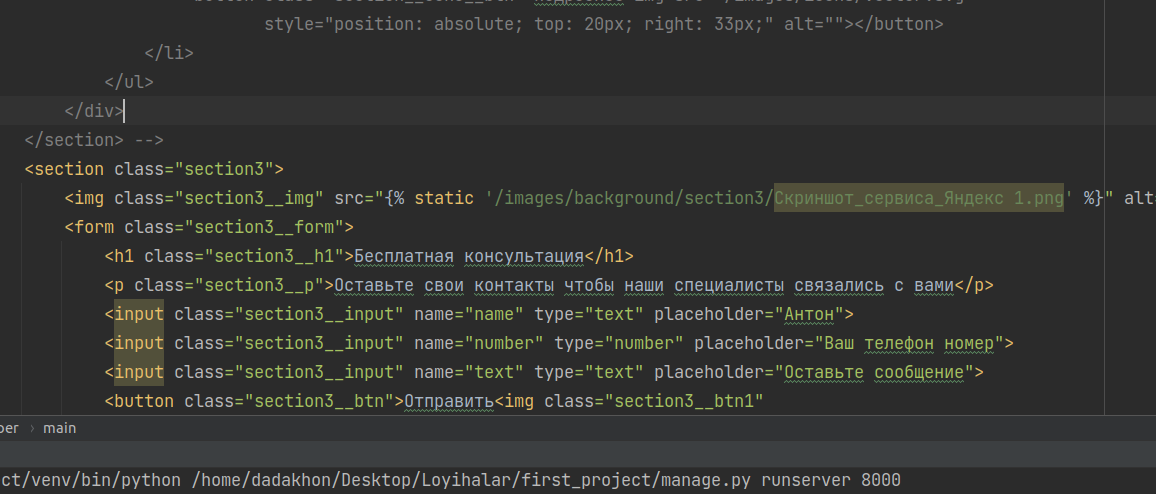 style="position: absolute; top: 20px; right: 33px;" alt=""></button>
</li>
</ul>
</div>
</section> -->
<section class="section3">
<img class="section3__img" src="{% static '/images/background/section3/Скриншот_сервиса_Яндекс 1.png' %}" alt=
<form class="section3__form">
<h1 class="section3__h1">Бесплатная консультация</h1>
<p class="section3__p">Оставьте свои контакты чтобы наши специалисты связались с вами</p>
<input class="section3__input" name="name" type="text" placeholder="Антон">
<input class="section3__input" name="number" type="number" placeholder="Ваш телефон номер">
<input class="section3__input" name="text" type="text" placeholder="Оставьте сообщение">
<button class="section3__btn">Отправить<img class="section3__btn1"
per › main
ct/venv/bin/python /home/dadakhon/Desktop/Loyihalar/first_project/manage.py runserver 8000